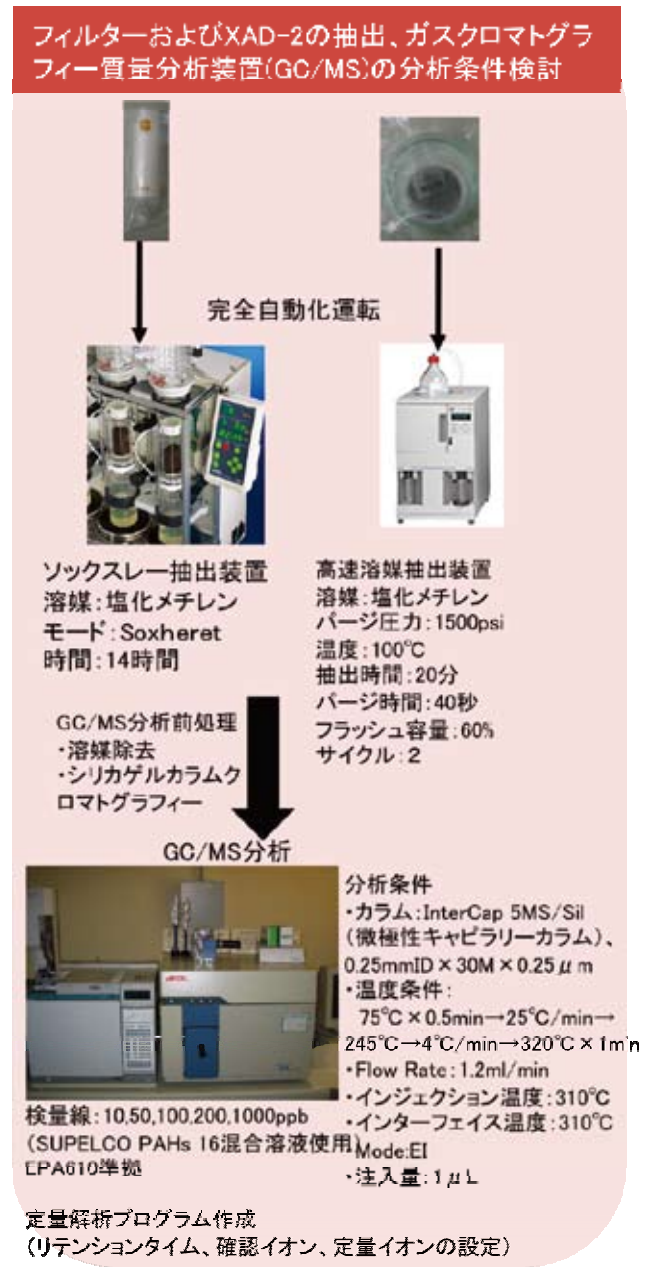 フィルターおよびXAD-2の抽出、ガスクロマトグラ
フィー質量分析装置(GC/MS)の分析条件検討
完全自動化運転
ソックスレー抽出装置
溶媒：塩化メチレン
モード：Soxheret
時間：14時間
高速溶媒抽出装置
溶媒：塩化メチレン
パージ圧力：1500psi
温度：100℃
抽出時間：20分
パージ時間：40秒
フラッシュ容量：60%
サイクル：2
GC/MS分析前処理
・溶媒除去
・シリカゲルカラムク
ロマトグラフィー
GC/MS分析
分析条件
・カラム：InterCap 5MS/Sil
（微極性キャピラリーカラム）、
0.25mmID×30M×0.25μm
・温度条件：
75℃×0.5min→25℃/min→
245℃→4℃/min→320℃×1min
・Flow Rate：1.2ml/min
・インジェクション温度：310℃
・インターフェイス温度：310℃
Mode:EI
・注入量：1μL
検量線：10,50,100,200,1000ppb
（SUPELCO PAHs 16混合溶液使用）
EPA610準拠
定量解析プログラム作成
（リテンションタイム、確認イオン、定量イオンの設定）